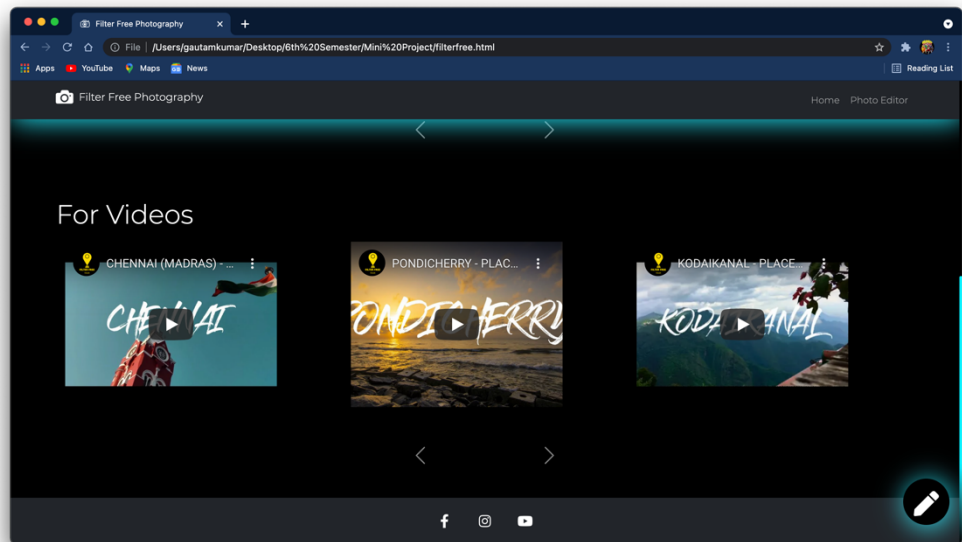 Filter Free Photography
File | /Users/gautamkumar/Desktop/6th%20Semester/Mini%20Project/filterfree.html
Apps YouTube Maps News Reading List
Filter Free Photography Home Photo Editor
For Videos
CHENNAI (MADRAS) - ... PONDICHERRY - PLAC... KODAIKANAL - PLACE...
CHENNAI PONDICHERRY KODAIKANAL